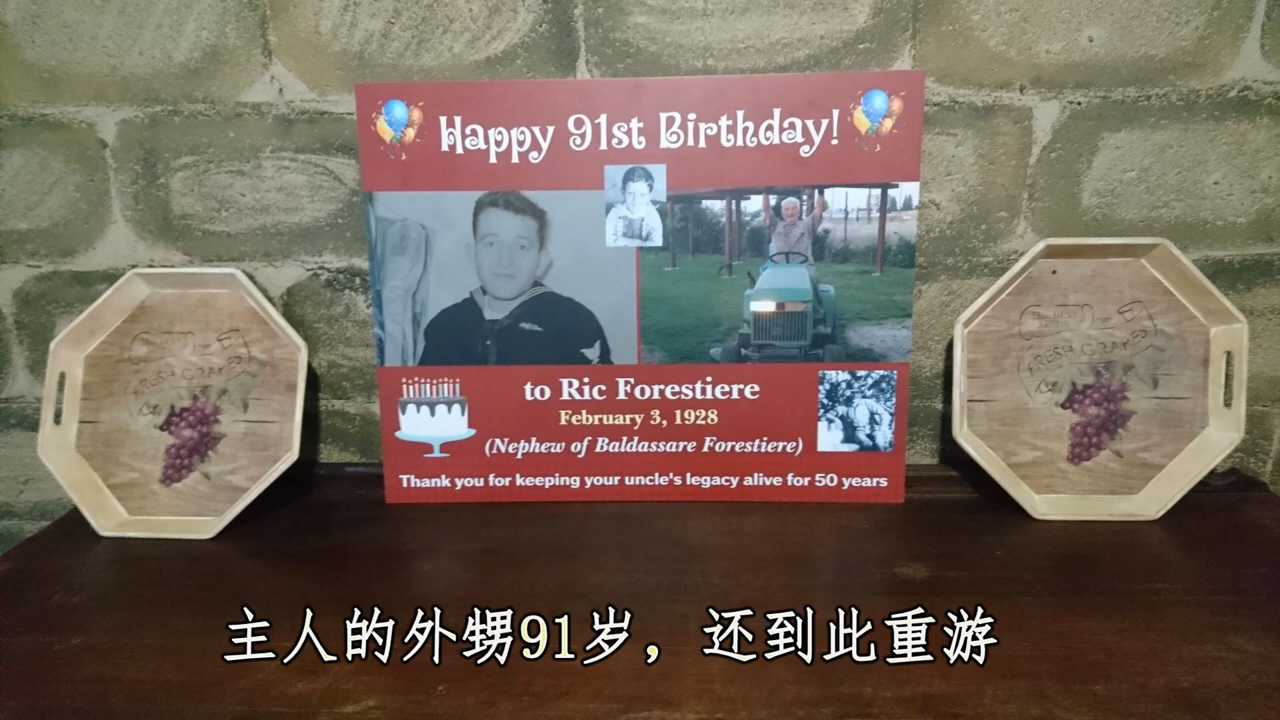 Happy 91st Birthday!
to Ric Forestiere
February 3, 1928
(Nephew of Baldassare Forestiere)
Thank you for keeping your uncle's legacy alive for 50 years
FRESH GRAPES
THE BEST
FRESH GRAPES
主人的外甥91岁，还到此重游